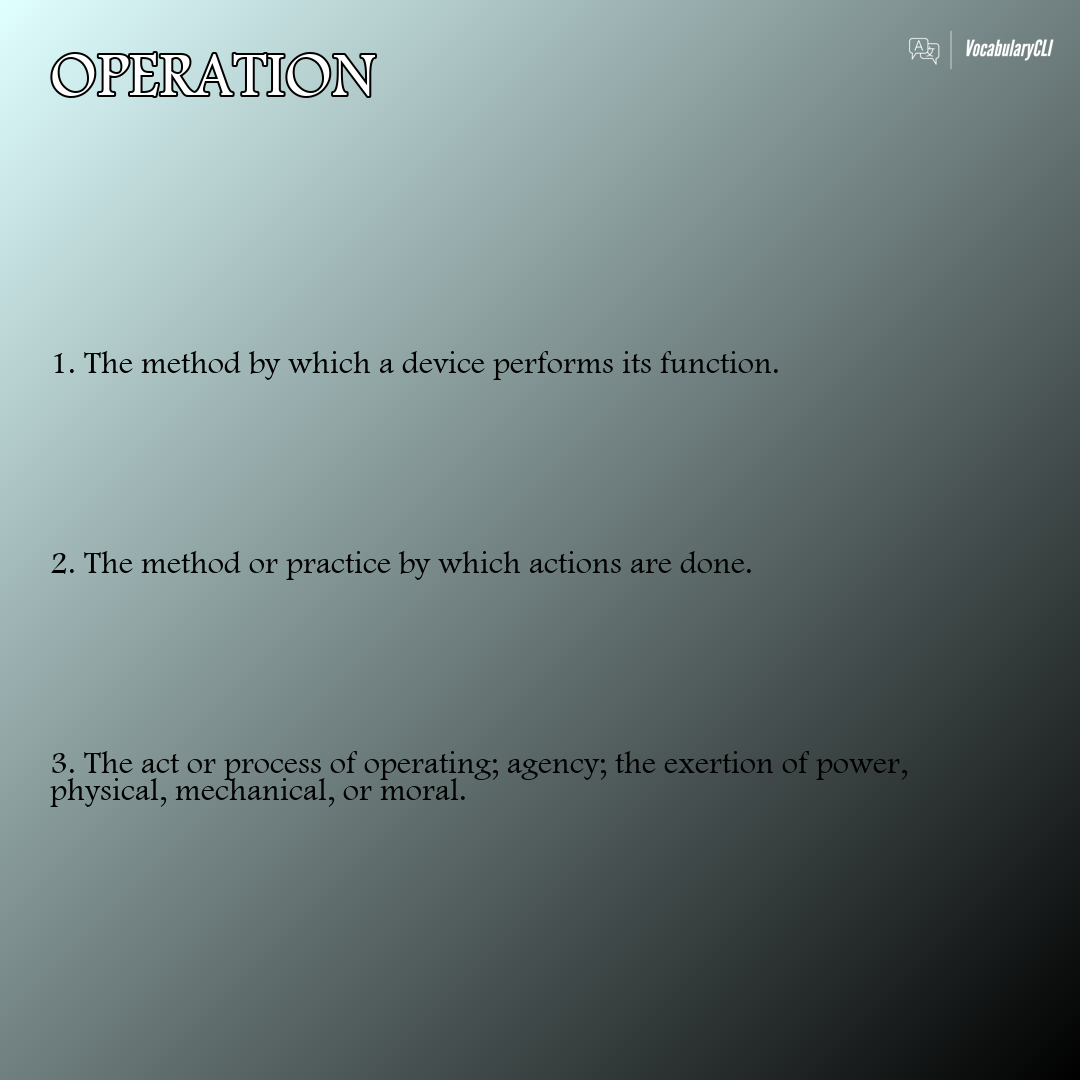 OPERATION
VocabularyCLI
1. The method by which a device performs its function.
2. The method or practice by which actions are done.
3. The act or process of operating; agency; the exertion of power,
physical, mechanical, or moral.